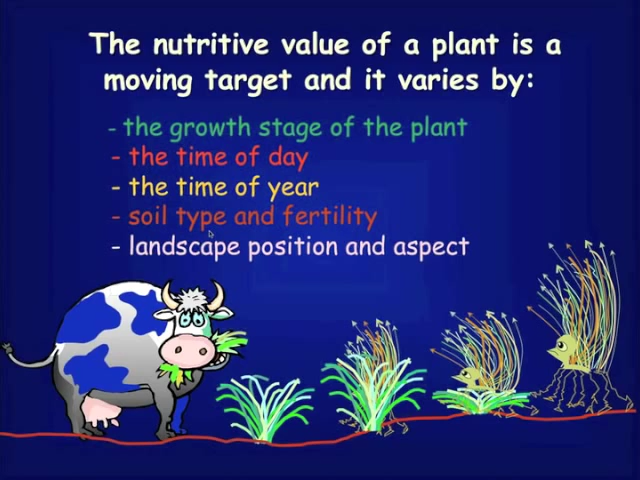 The nutritive value of a plant is a
moving target and it varies by:
- the growth stage of the plant
- the time of day
- the time of year
- soil type and fertility
- landscape position and aspect